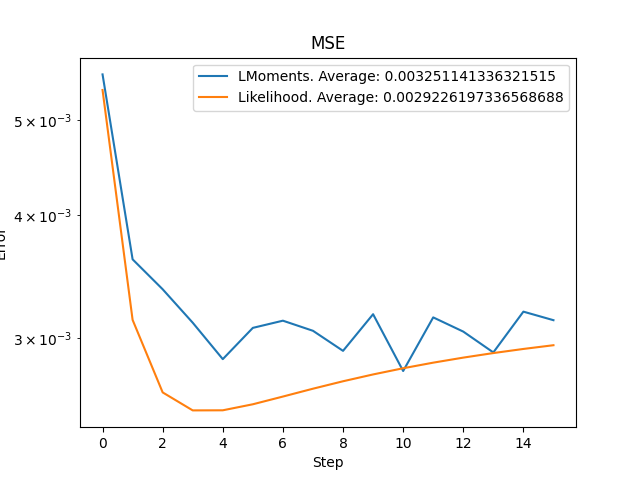 MSE
LMoments. Average: 0.003251141336321515
Likelihood. Average: 0.0029226197336568688
5 × 10⁻³
4 × 10⁻³
3 × 10⁻³
Error
0 2 4 6 8 10 12 14
Step